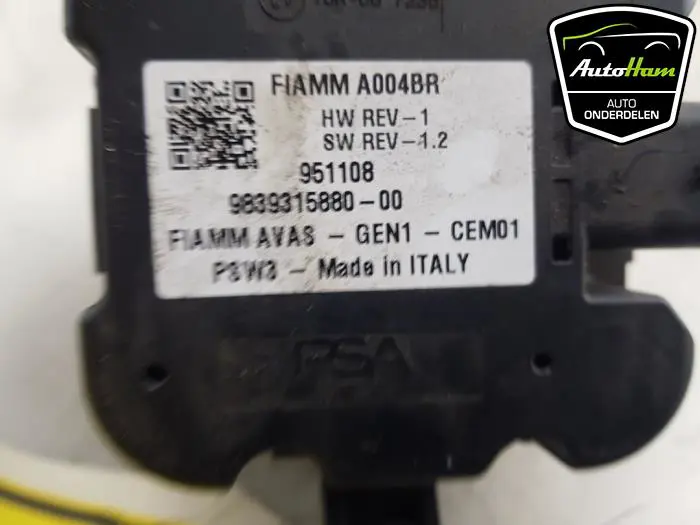 AutoHam
AUTO
ONDERDELEN
FIAMM A004BR
HW REV-1
SW REV-1.2
951108
9839315880-00
FIAMM AVAS - GEN1 - CEM01
PSW3 - Made in ITALY
PSA